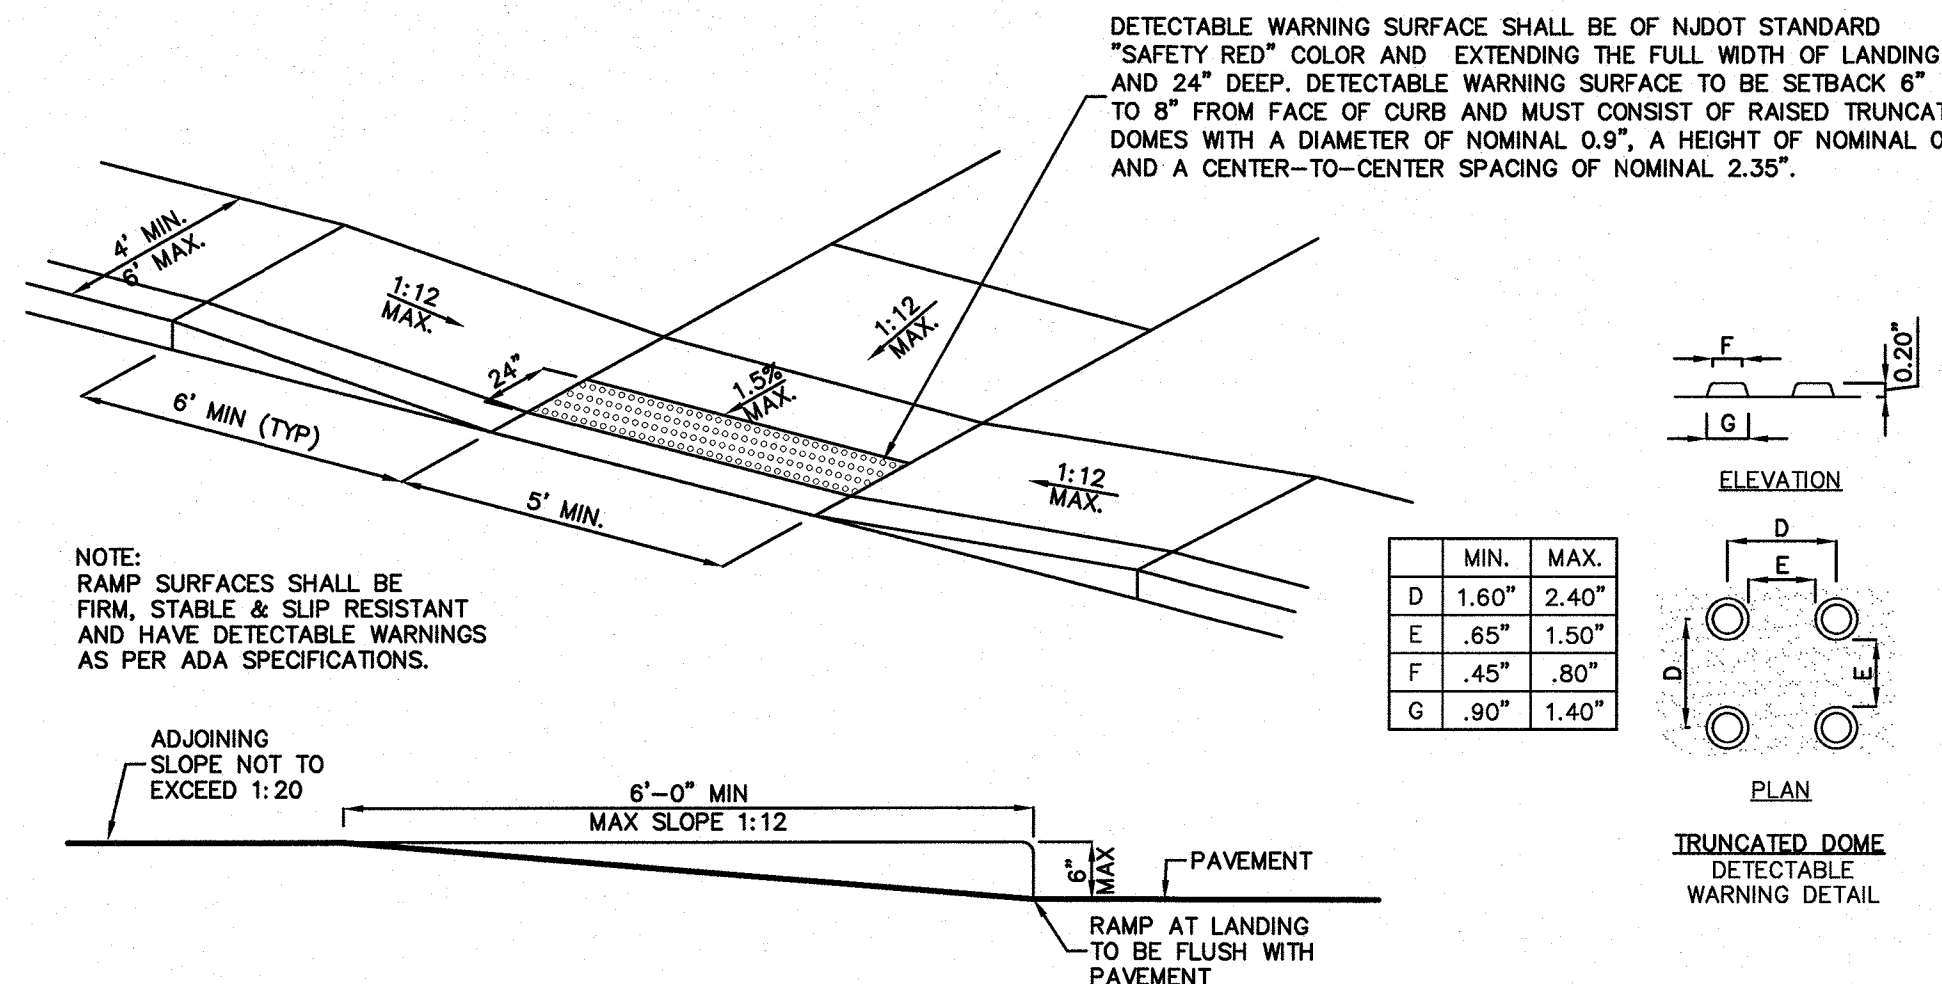 DETECTABLE WARNING SURFACE SHALL BE OF NJDOT STANDARD
"SAFETY RED" COLOR AND EXTENDING THE FULL WIDTH OF LANDING
AND 24" DEEP. DETECTABLE WARNING SURFACE TO BE SETBACK 6"
TO 8" FROM FACE OF CURB AND MUST CONSIST OF RAISED
DOMES WITH A DIAMETER OF NOMINAL 0.9", A HEIGHT OF NOMINAL
AND A CENTER-TO-CENTER SPACING OF NOMINAL 2.35".
4' MIN.
6' MAX.
1:12
MAX.
1:12
MAX.
24"
1.5%
MAX.
6' MIN (TYP)
5' MIN.
1:12
MAX.
NOTE:
RAMP SURFACES SHALL BE
FIRM, STABLE & SLIP RESISTANT
AND HAVE DETECTABLE WARNINGS
AS PER ADA SPECIFICATIONS.
F
0.20"
G
ELEVATION
MIN. MAX.
D 1.60" 2.40"
E .65" 1.50"
F .45" .80"
G .90" 1.40"
D
E
D
E
PLAN
TRUNCATED DOME
DETECTABLE
WARNING DETAIL
ADJOINING
SLOPE NOT TO
EXCEED 1:20
6'-0" MIN
MAX SLOPE 1:12
6"
MAX
PAVEMENT
RAMP AT LANDING
TO BE FLUSH WITH
PAVEMENT